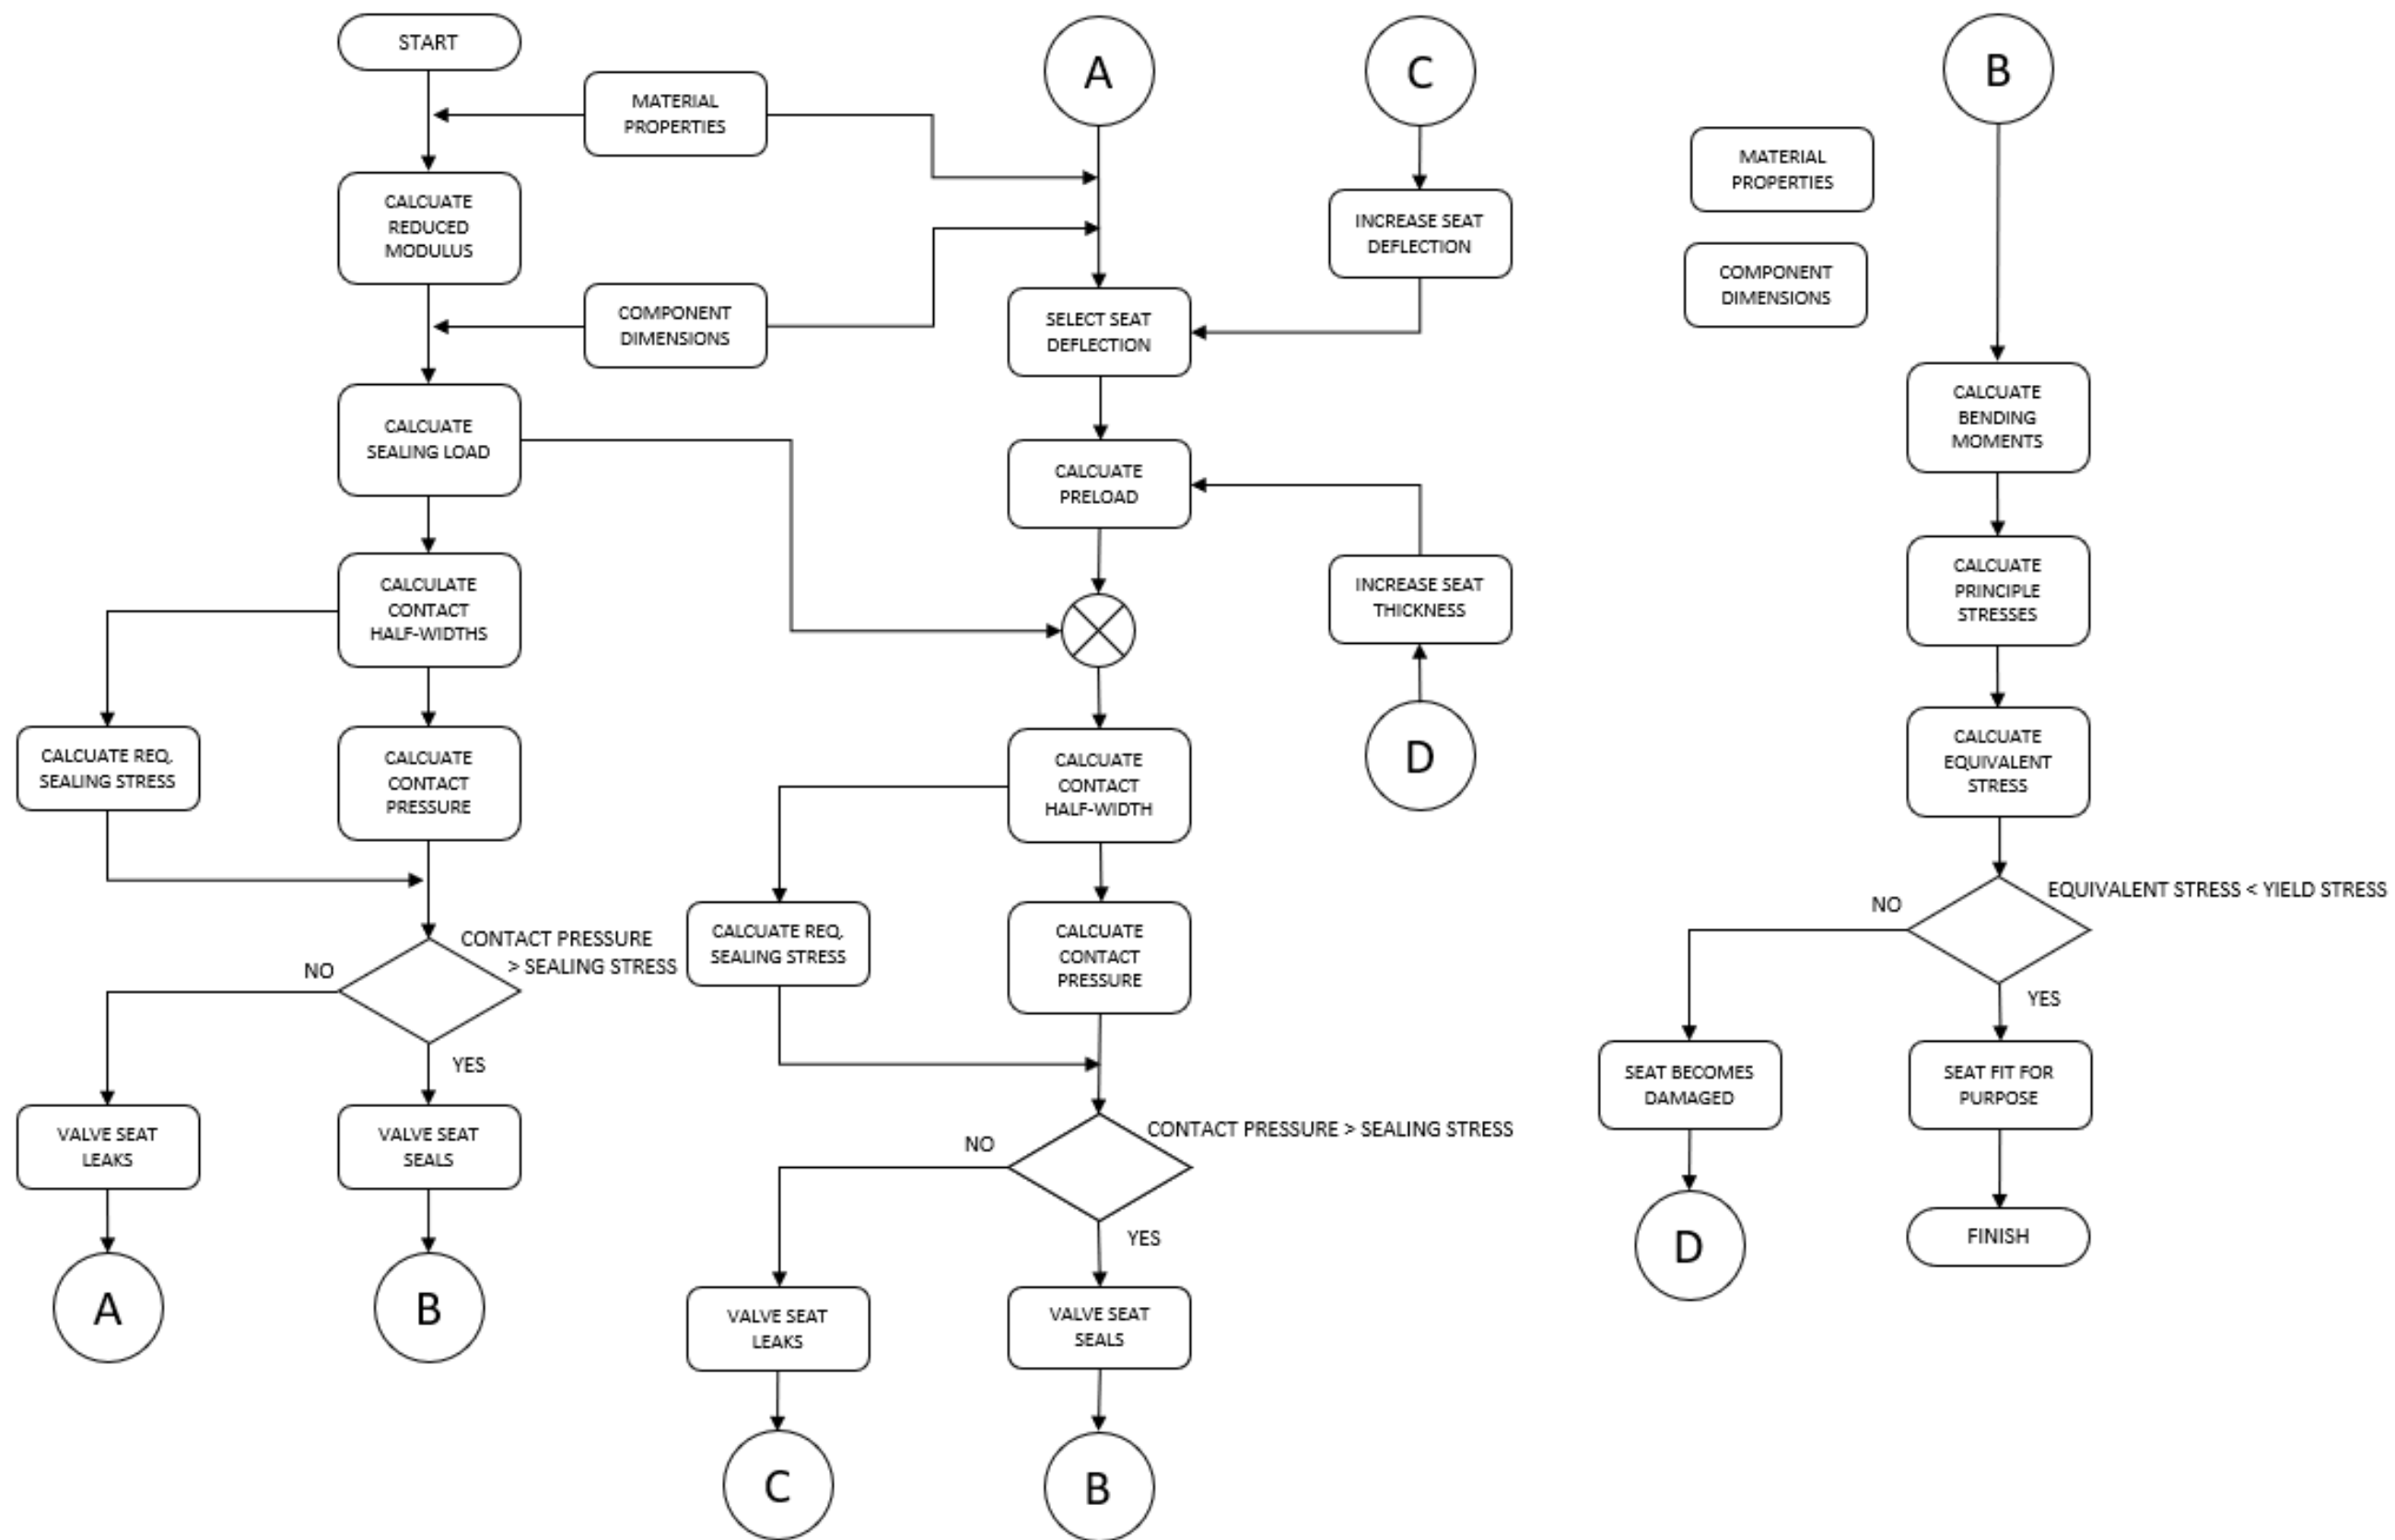 START
MATERIAL
PROPERTIES
CALCUATE
REDUCED
MODULUS
COMPONENT
DIMENSIONS
CALCUATE
SEALING LOAD
CALCULATE
CONTACT
HALF-WIDTHS
CALCUATE REQ.
SEALING STRESS
CALCUATE
CONTACT
PRESSURE
CONTACT PRESSURE
> SEALING STRESS
NO
YES
VALVE SEAT
LEAKS
VALVE SEAT
SEALS
A
B
A
C
INCREASE SEAT
DEFLECTION
SELECT SEAT
DEFLECTION
CALCUATE
PRELOAD
INCREASE SEAT
THICKNESS
D
CALCUATE
CONTACT
HALF-WIDTH
CALCUATE REQ.
SEALING STRESS
CALCUATE
CONTACT
PRESSURE
CONTACT PRESSURE > SEALING STRESS
NO
YES
VALVE SEAT
LEAKS
VALVE SEAT
SEALS
C
B
B
MATERIAL
PROPERTIES
COMPONENT
DIMENSIONS
CALCUATE
BENDING
MOMENTS
CALCUATE
PRINCIPLE
STRESSES
CALCUATE
EQUIVALENT
STRESS
EQUIVALENT STRESS < YIELD STRESS
NO
YES
SEAT BECOMES
DAMAGED
SEAT FIT FOR
PURPOSE
D
FINISH